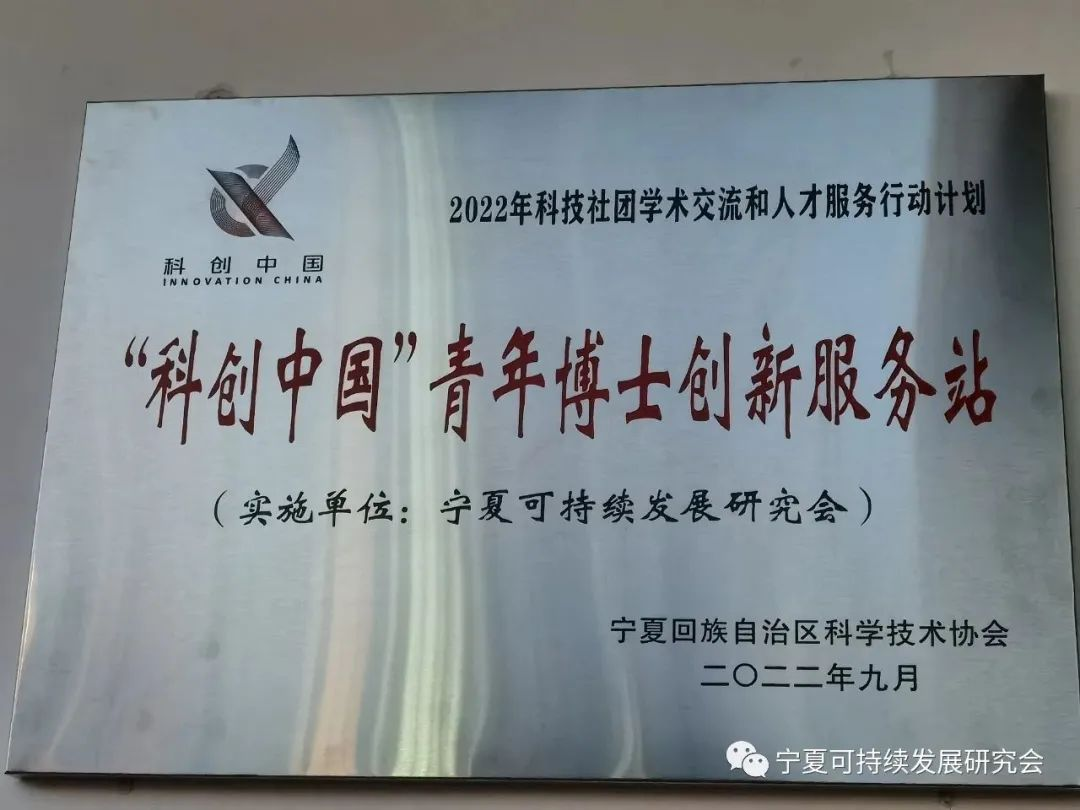 2022年科技社团学术交流和人才服务行动计划
科创中国
INNOVATION CHINA
“科创中国”青年博士创新服务站
（实施单位：宁夏可持续发展研究会）
宁夏回族自治区科学技术协会
二〇二二年九月
宁夏可持续发展研究会